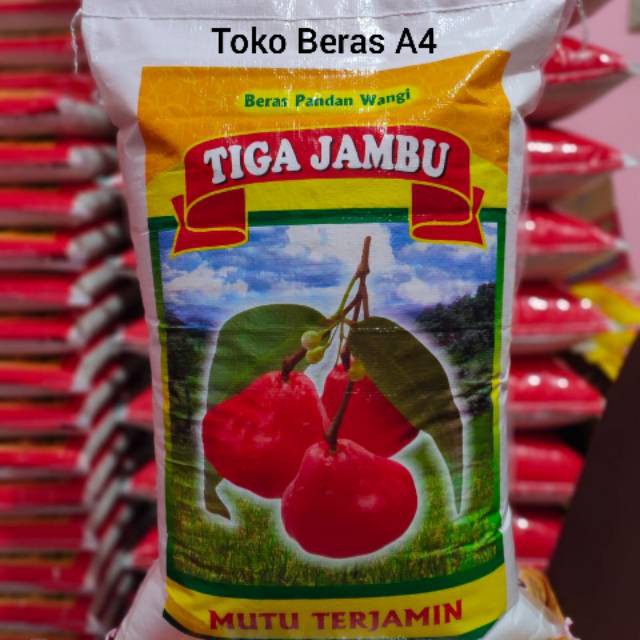 Toko Beras A4
Beras Pandan Wangi
TIGA JAMBU
MUTU TERJAMIN